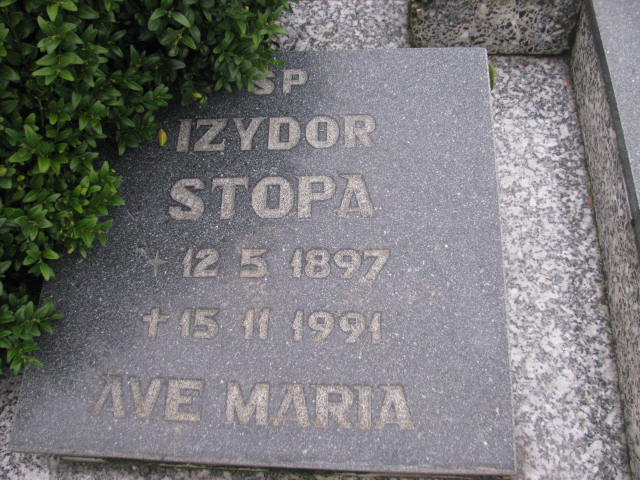 SP
IZYDOR
STOPA
12 5 1897
+ 15 11 1991
AVE MARIA